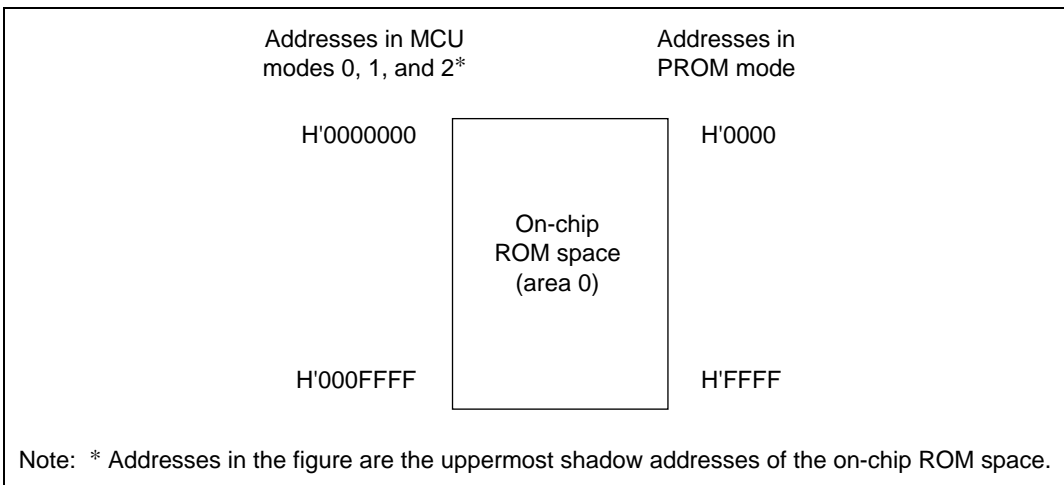 Addresses in MCU
modes 0, 1, and 2*
Addresses in
PROM mode
H'0000000
H'0000
On-chip
ROM space
(area 0)
H'000FFFF
H'FFFF
Note: * Addresses in the figure are the uppermost shadow addresses of the on-chip ROM space.